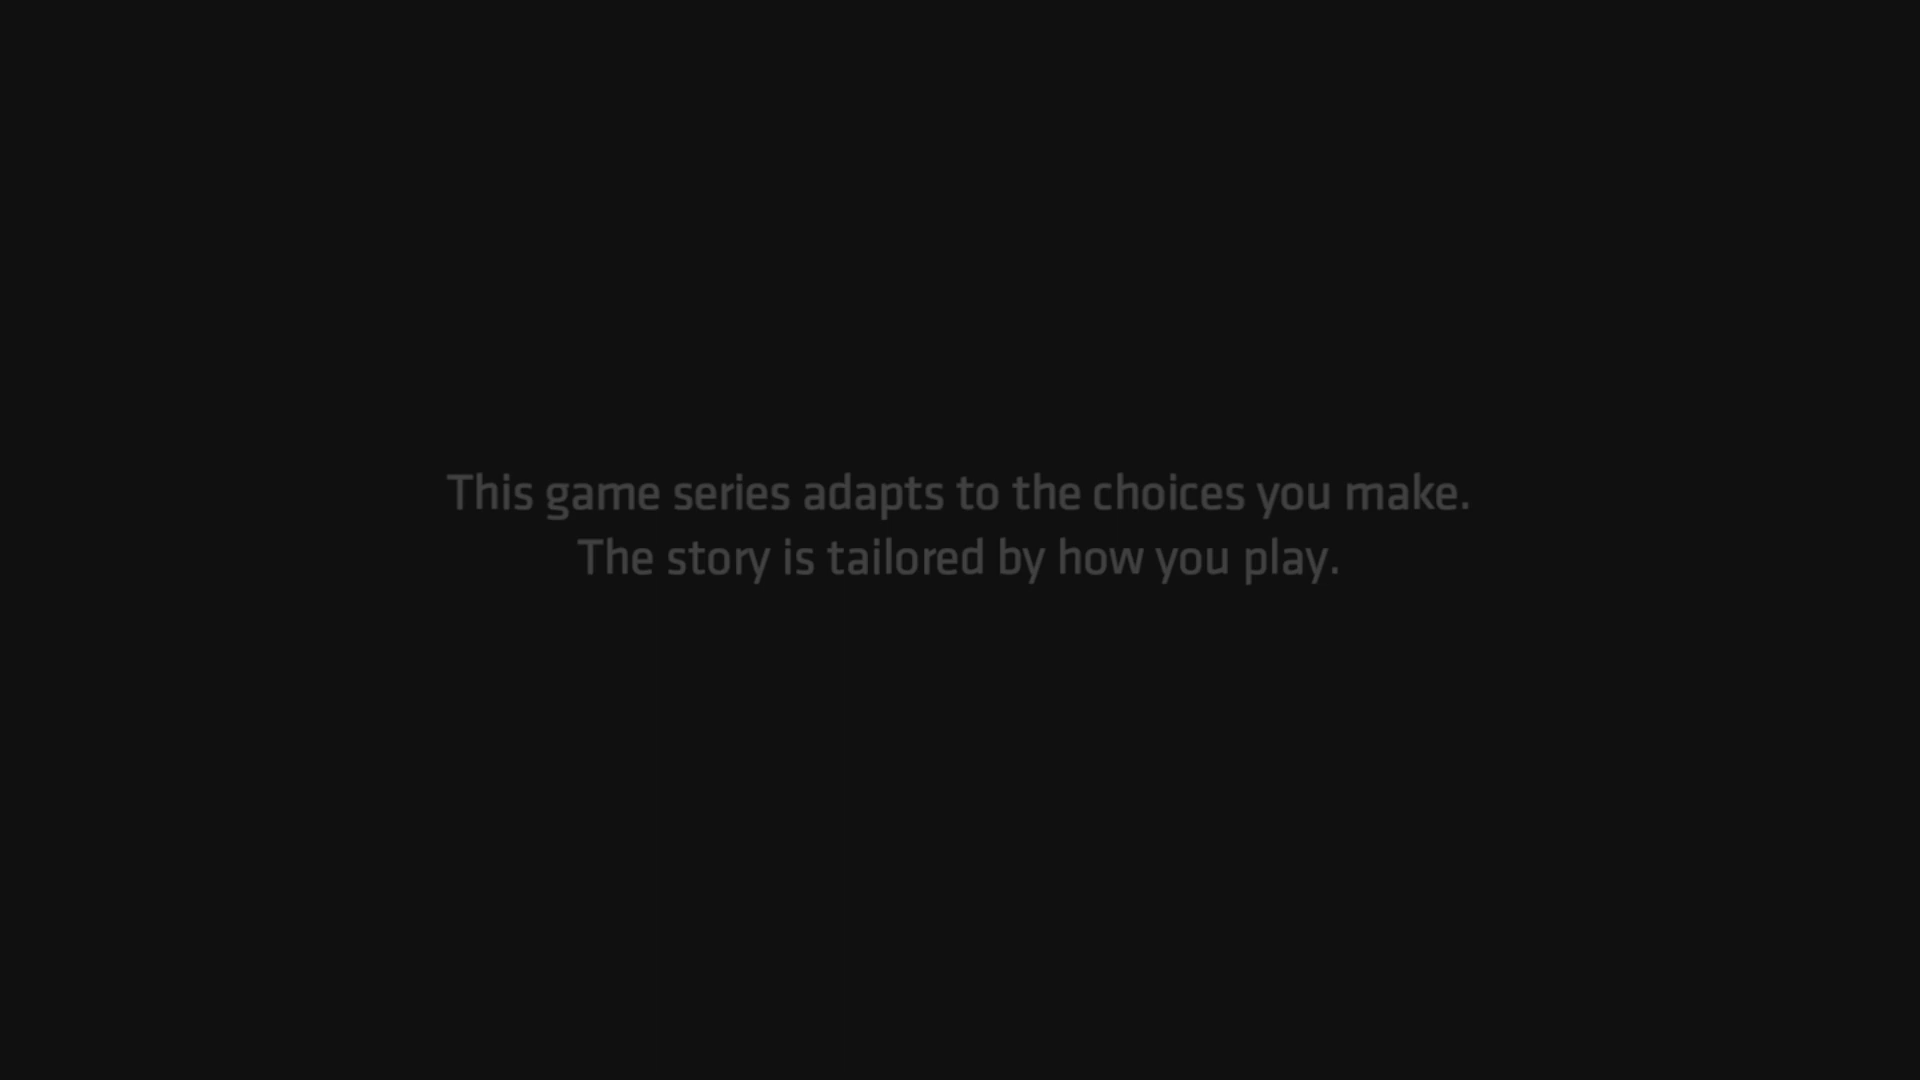 This game series adapts to the choices you make.
The story is tailored by how you play.